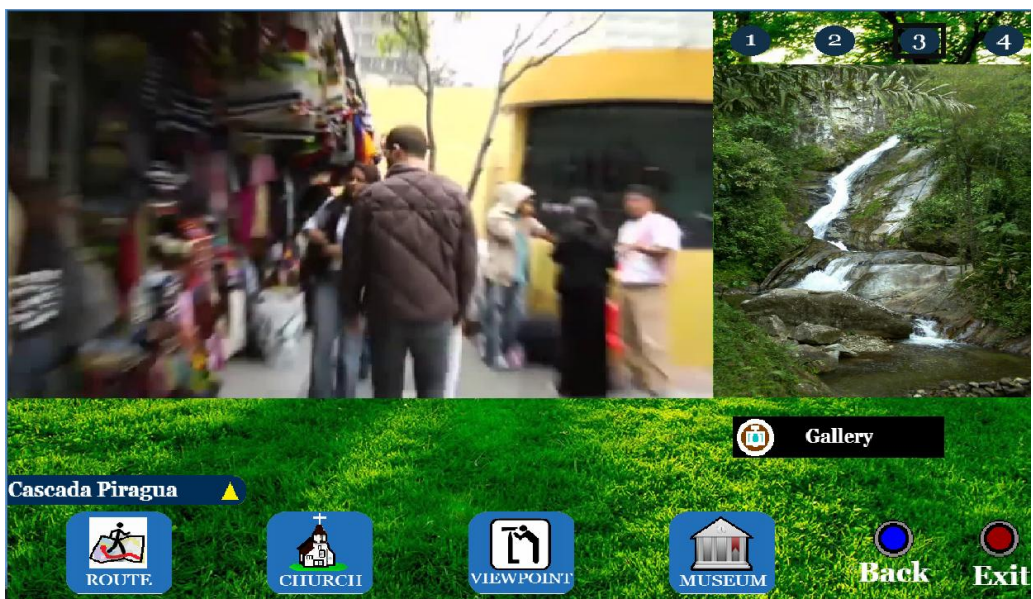 1 2 3 4
Gallery
Cascada Piragua
ROUTE CHURCH VIEWPOINT MUSEUM Back Exit